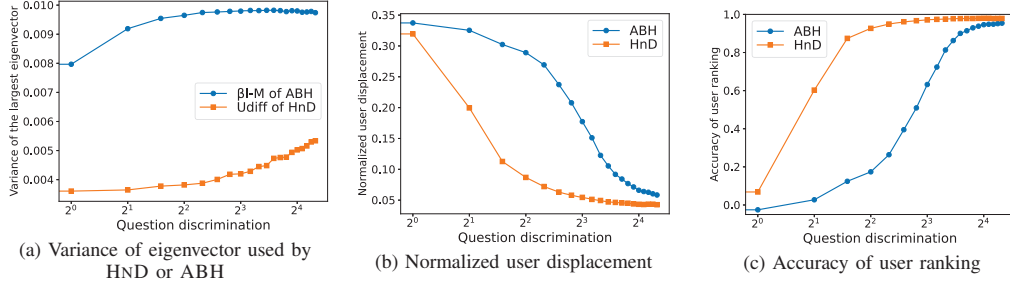 0.010
0.009
0.008
0.007
0.006
0.005
0.004
Variance of the largest eigenvector
βI-M of ABH
Udiff of HnD
2^0 2^1 2^2 2^3 2^4
Question discrimination
(a) Variance of eigenvector used by
HND or ABH
0.35
0.30
0.25
0.20
0.15
0.10
0.05
Normalized user displacement
ABH
HnD
2^0 2^1 2^2 2^3 2^4
Question discrimination
(b) Normalized user displacement
1.0
0.8
0.6
0.4
0.2
0.0
Accuracy of user ranking
ABH
HnD
2^0 2^1 2^2 2^3 2^4
Question discrimination
(c) Accuracy of user ranking